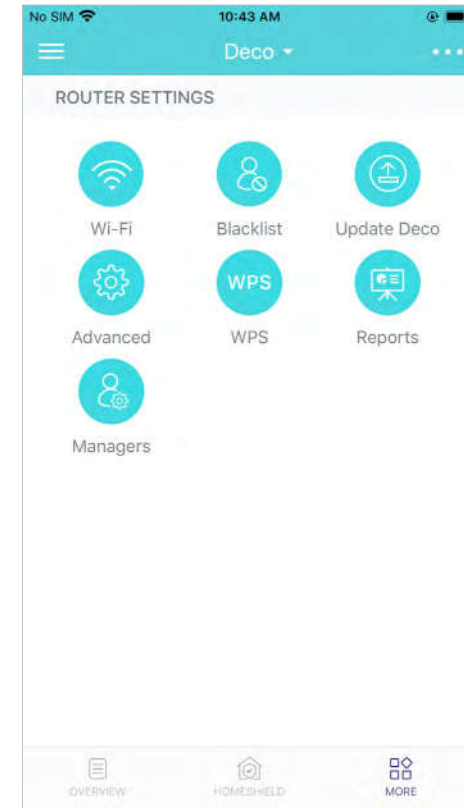 No SIM 10:43 AM
Deco
ROUTER SETTINGS
Wi-Fi Blacklist Update Deco
WPS
Advanced WPS Reports
Managers
OVERVIEW HOMESHIELD MORE